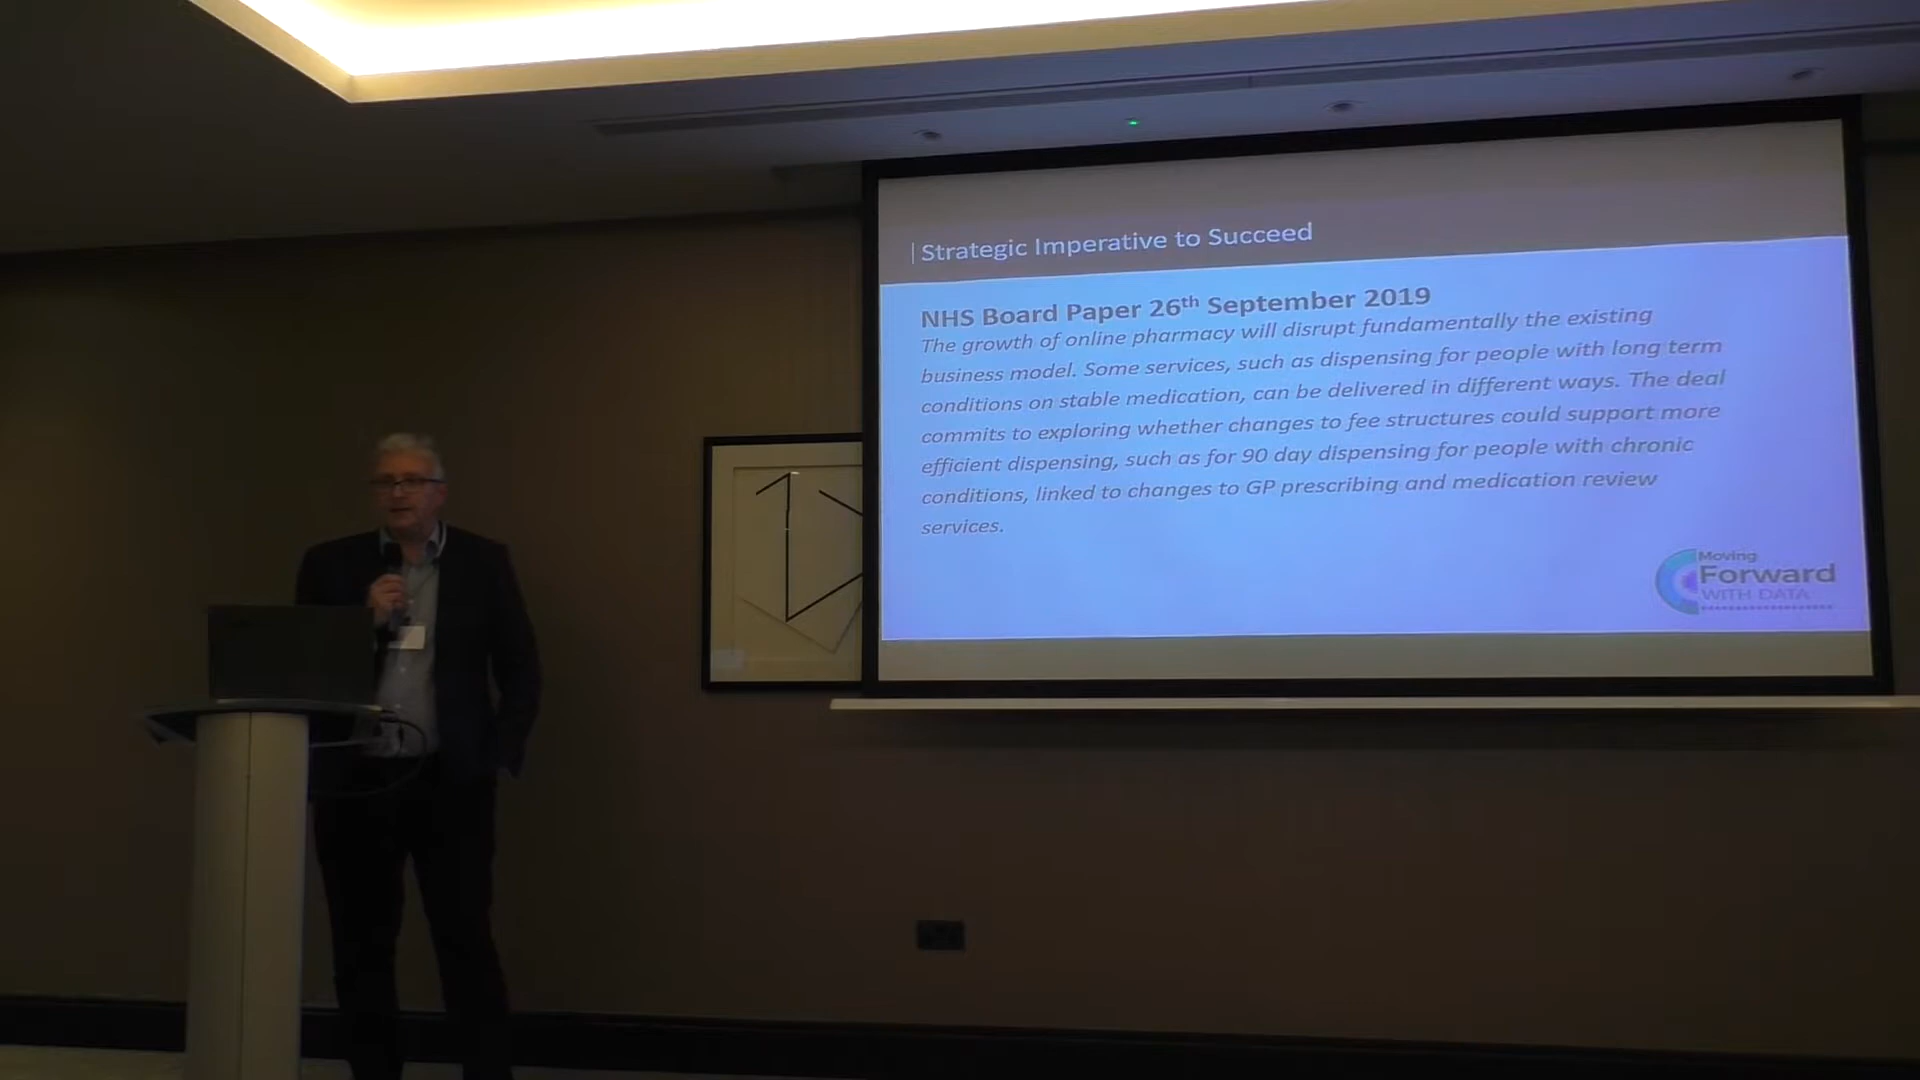 | Strategic Imperative to Succeed
NHS Board Paper 26th September 2019
The growth of online pharmacy will disrupt fundamentally the existing
business model. Some services, such as dispensing for people with long term
conditions on stable medication, can be delivered in different ways. The deal
commits to exploring whether changes to fee structures could support more
efficient dispensing, such as for 90 day dispensing for people with chronic
conditions, linked to changes to GP prescribing and medication review
services.
Moving
Forward
WITH DATA